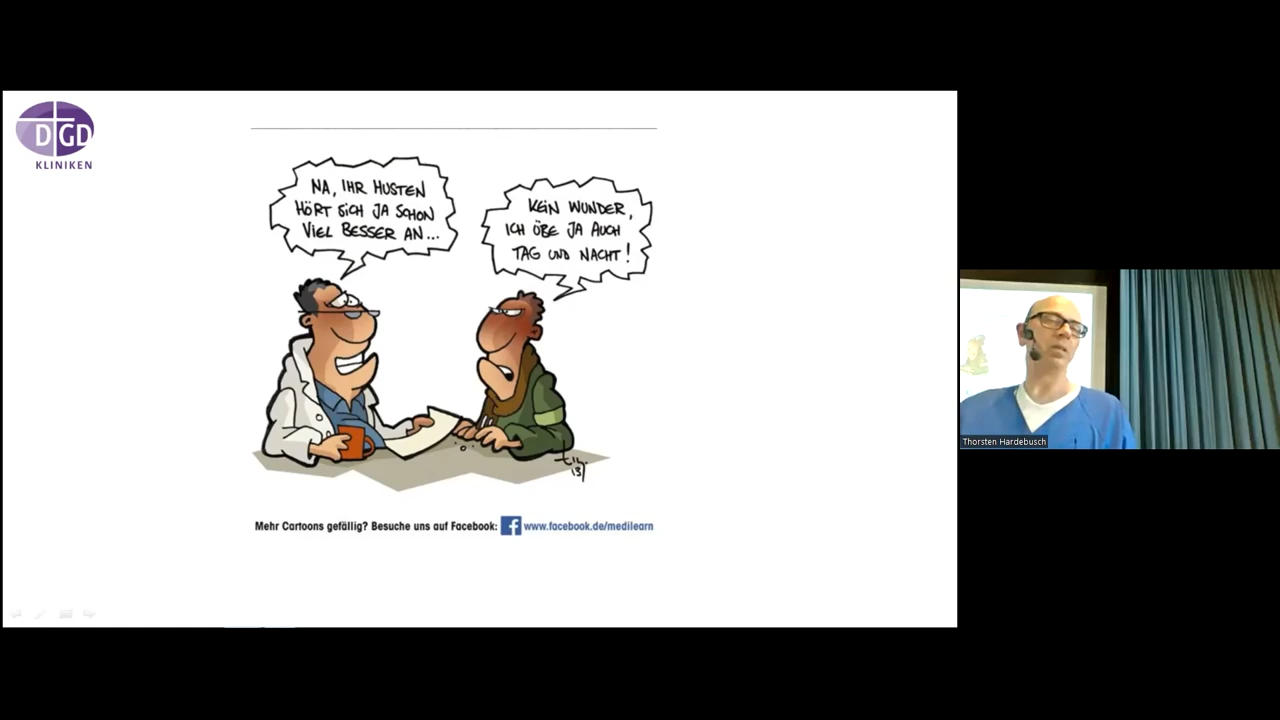 DGD
KLINIKEN
NA, IHR HUSTEN
HÖRT SICH JA SCHON
VIEL BESSER AN...
KEIN WUNDER,
ICH ÜBE JA AUCH
TAG UND NACHT!
Mehr Cartoons gefällig? Besuche uns auf Facebook: f www.facebook.de/medilearn
Thorsten Hardebusch